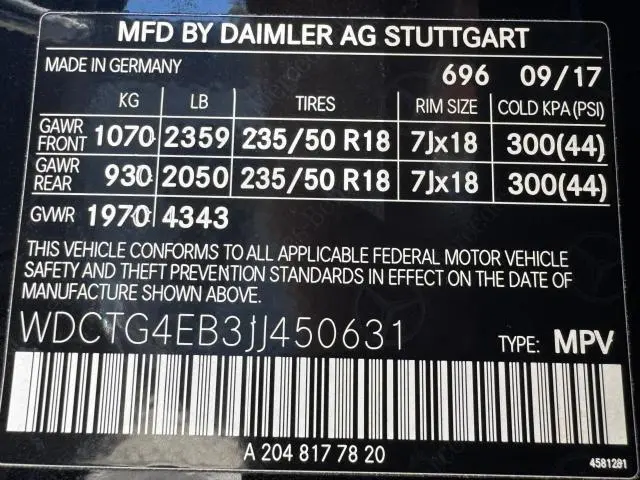 MFD BY DAIMLER AG STUTTGART
MADE IN GERMANY 696 09/17
KG LB TIRES RIM SIZE COLD KPA(PSI)
GAWR FRONT 1070 2359 235/50 R18 7Jx18 300(44)
GAWR REAR 930 2050 235/50 R18 7Jx18 300(44)
GVWR 1970 4343
THIS VEHICLE CONFORMS TO ALL APPLICABLE FEDERAL MOTOR VEHICLE
SAFETY AND THEFT PREVENTION STANDARDS IN EFFECT ON THE DATE OF
MANUFACTURE SHOWN ABOVE.
WDCTG4EB3JJ450631 TYPE: MPV
A 204 817 78 20
4581281